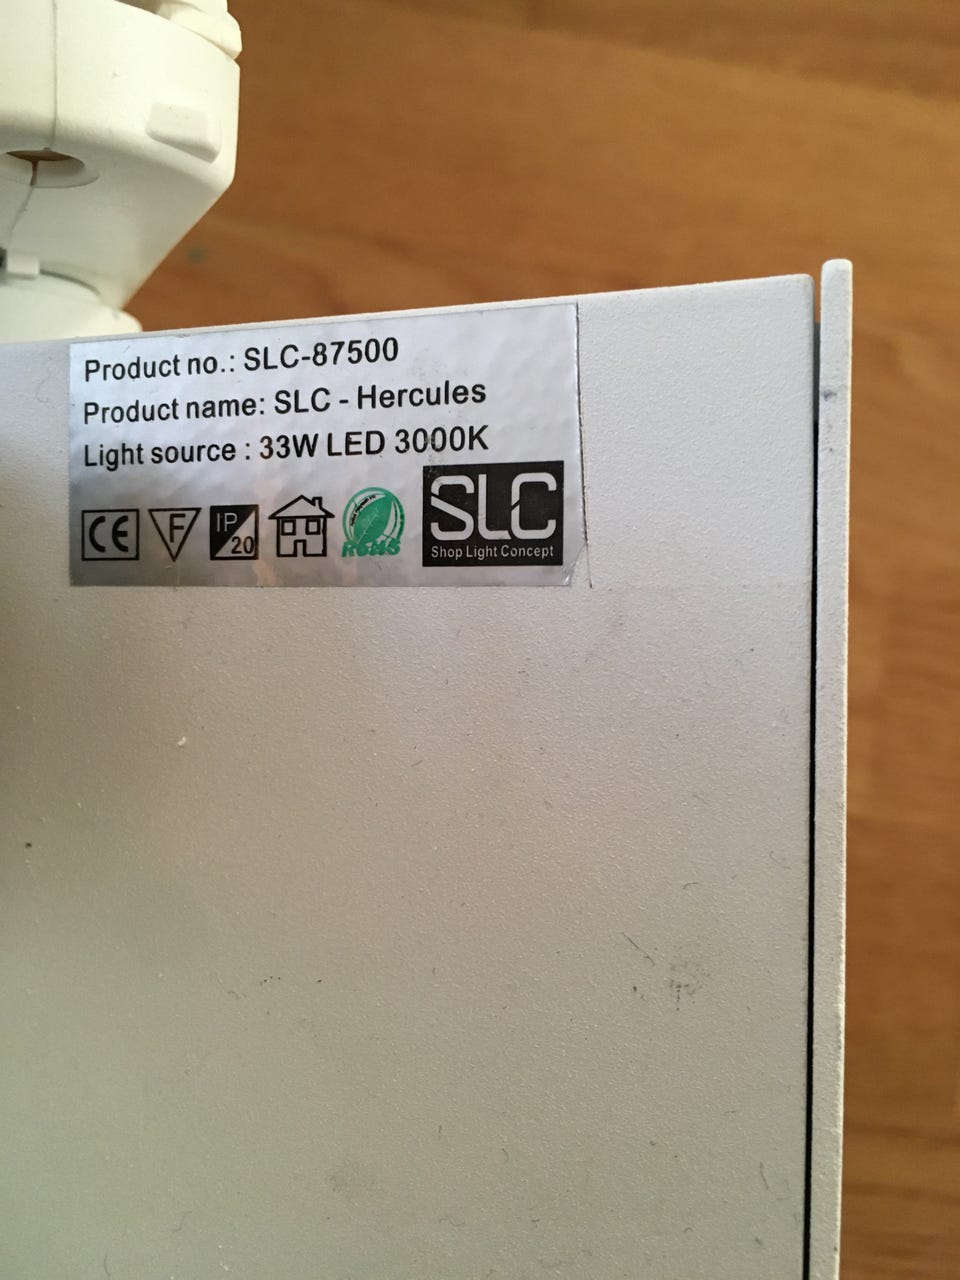 Product no.: SLC-87500
Product name: SLC - Hercules
Light source : 33W LED 3000K
CE F IP 20 RoHS
SLC
Shop Light Concept